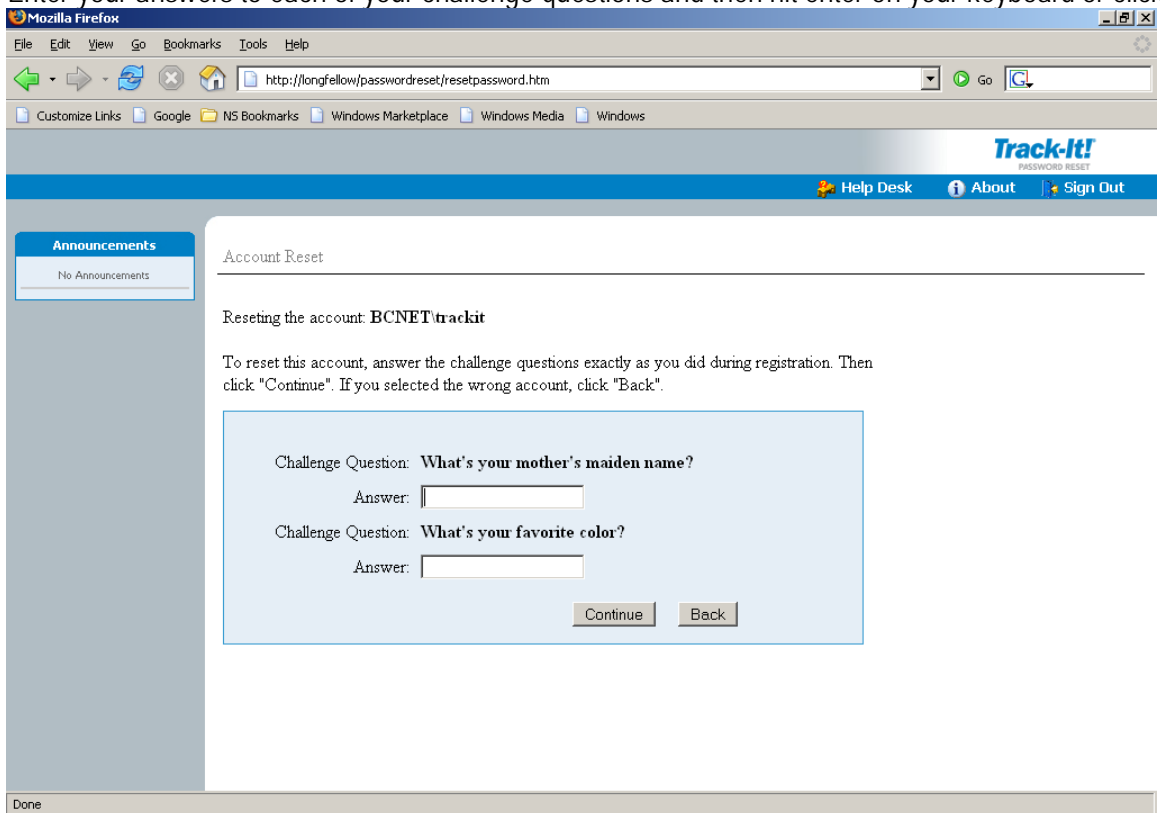 Enter your answers to each of your challenge questions and then hit enter on your keyboard or click
Mozilla Firefox
File Edit View Go Bookmarks Tools Help
http://longfellow/passwordreset/resetpassword.htm Go G
Customize Links Google NS Bookmarks Windows Marketplace Windows Media Windows
Track-It!
PASSWORD RESET
Help Desk About Sign Out
Announcements
No Announcements
Account Reset
Reseting the account: BCNET\trackit
To reset this account, answer the challenge questions exactly as you did during registration. Then
click "Continue". If you selected the wrong account, click "Back".
Challenge Question: What's your mother's maiden name?
Answer:
Challenge Question: What's your favorite color?
Answer:
Continue Back
Done